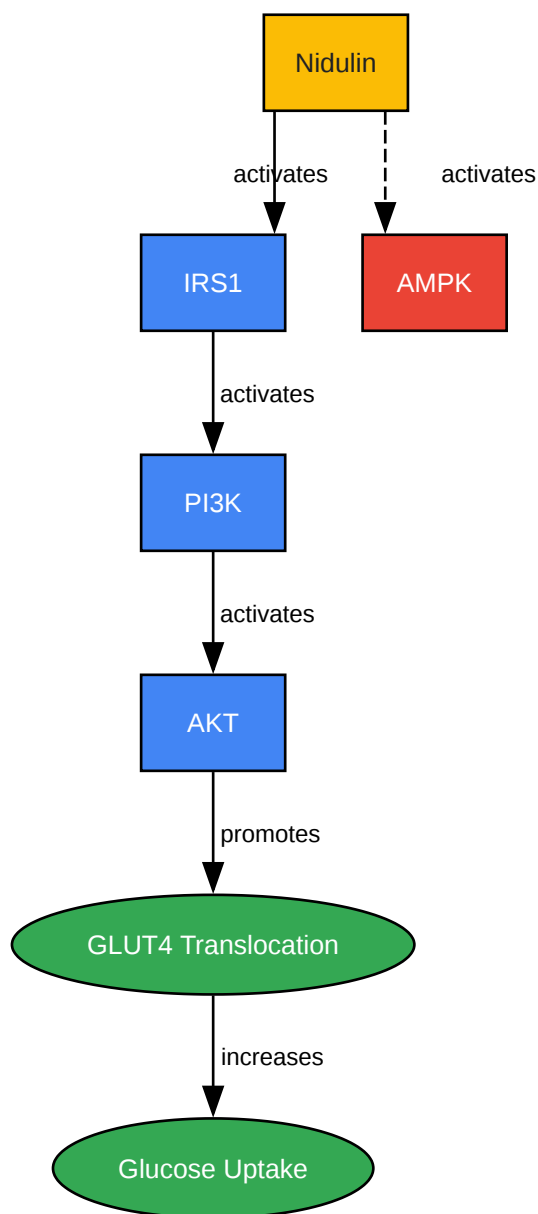 Nidulin
activates
activates
IRS1
AMPK
activates
PI3K
activates
AKT
promotes
GLUT4 Translocation
increases
Glucose Uptake